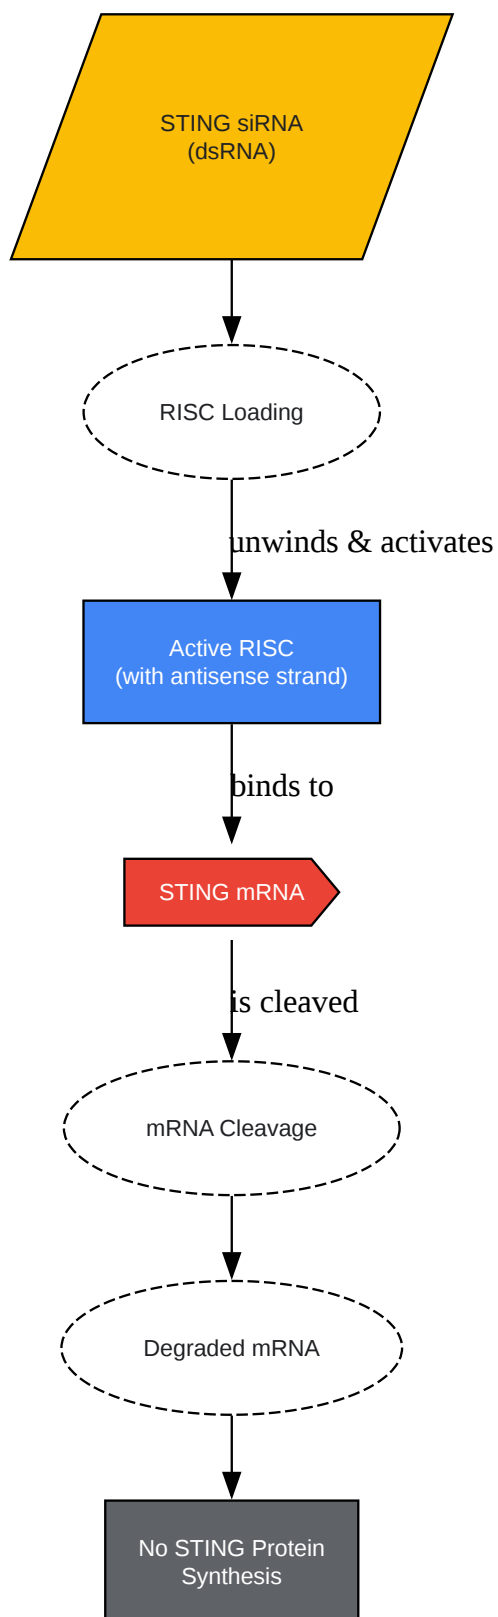 STING siRNA
(dsRNA)
RISC Loading
unwinds & activates
Active RISC
(with antisense strand)
binds to
STING mRNA
is cleaved
mRNA Cleavage
Degraded mRNA
No STING Protein
Synthesis